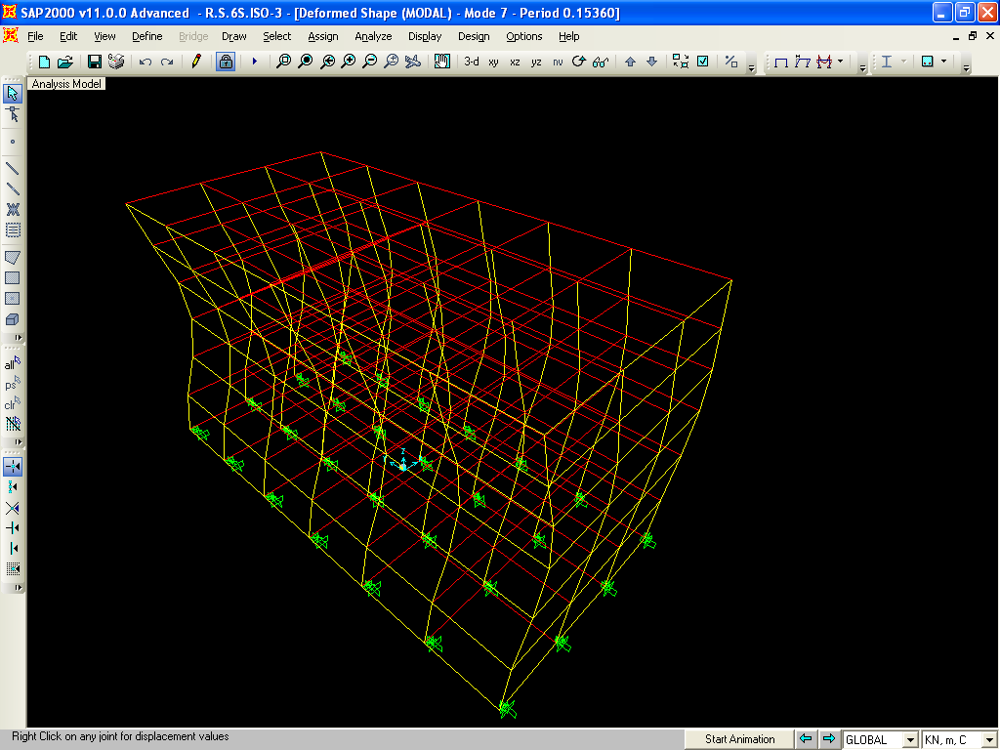 SAP2000 v11.0.0 Advanced - R.S.6S.ISO-3 - [Deformed Shape (MODAL) - Mode 7 - Period 0.15360]
File Edit View Define Bridge Draw Select Assign Analyze Display Design Options Help
3-d xy xz yz nv
Analysis Model
all
ps
clr
Z
Right Click on any joint for displacement values
Start Animation
GLOBAL
KN, m, C